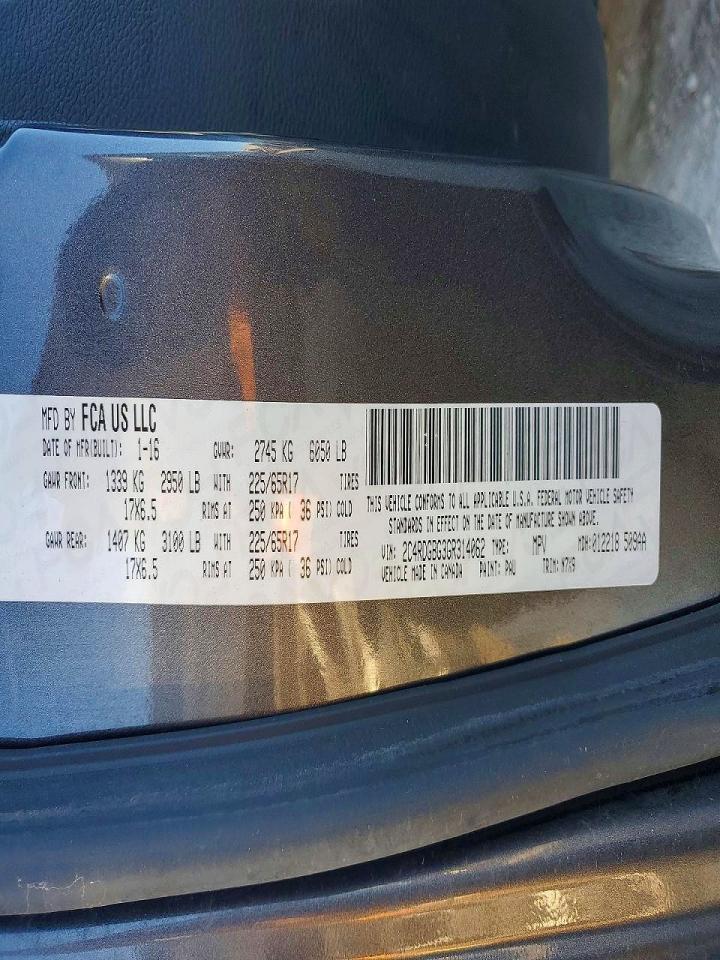 MFD BY FCA US LLC
DATE OF MFR(BUILT): 1-16 GVWR: 2745 KG 6050 LB
GAWR FRONT: 1339 KG 2950 LB WITH 225/65R17 TIRES
17X6.5 RIMS AT 250 KPA ( 36 PSI) COLD
GAWR REAR: 1407 KG 3100 LB WITH 225/65R17 TIRES
17X6.5 RIMS AT 250 KPA ( 36 PSI) COLD
THIS VEHICLE CONFORMS TO ALL APPLICABLE U.S.A. FEDERAL MOTOR VEHICLE SAFETY
STANDARDS IN EFFECT ON THE DATE OF MANUFACTURE SHOWN ABOVE.
VIN: 2C4RDGBG3GR314062 TYPE: MPV MDH: 012218 509AA
VEHICLE MADE IN CANADA PAINT: PAU TRIM: